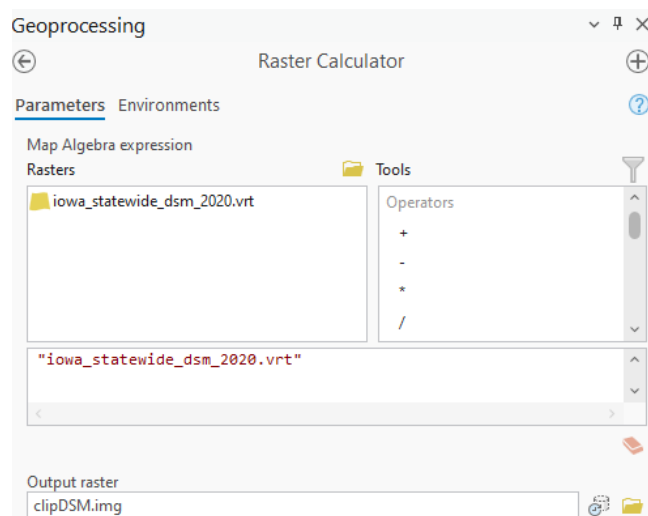 Geoprocessing
Raster Calculator
Parameters Environments
Map Algebra expression
Rasters
Tools
iowa_statewide_dsm_2020.vrt
Operators
+
-
*
/
"iowa_statewide_dsm_2020.vrt"
Output raster
clipDSM.img